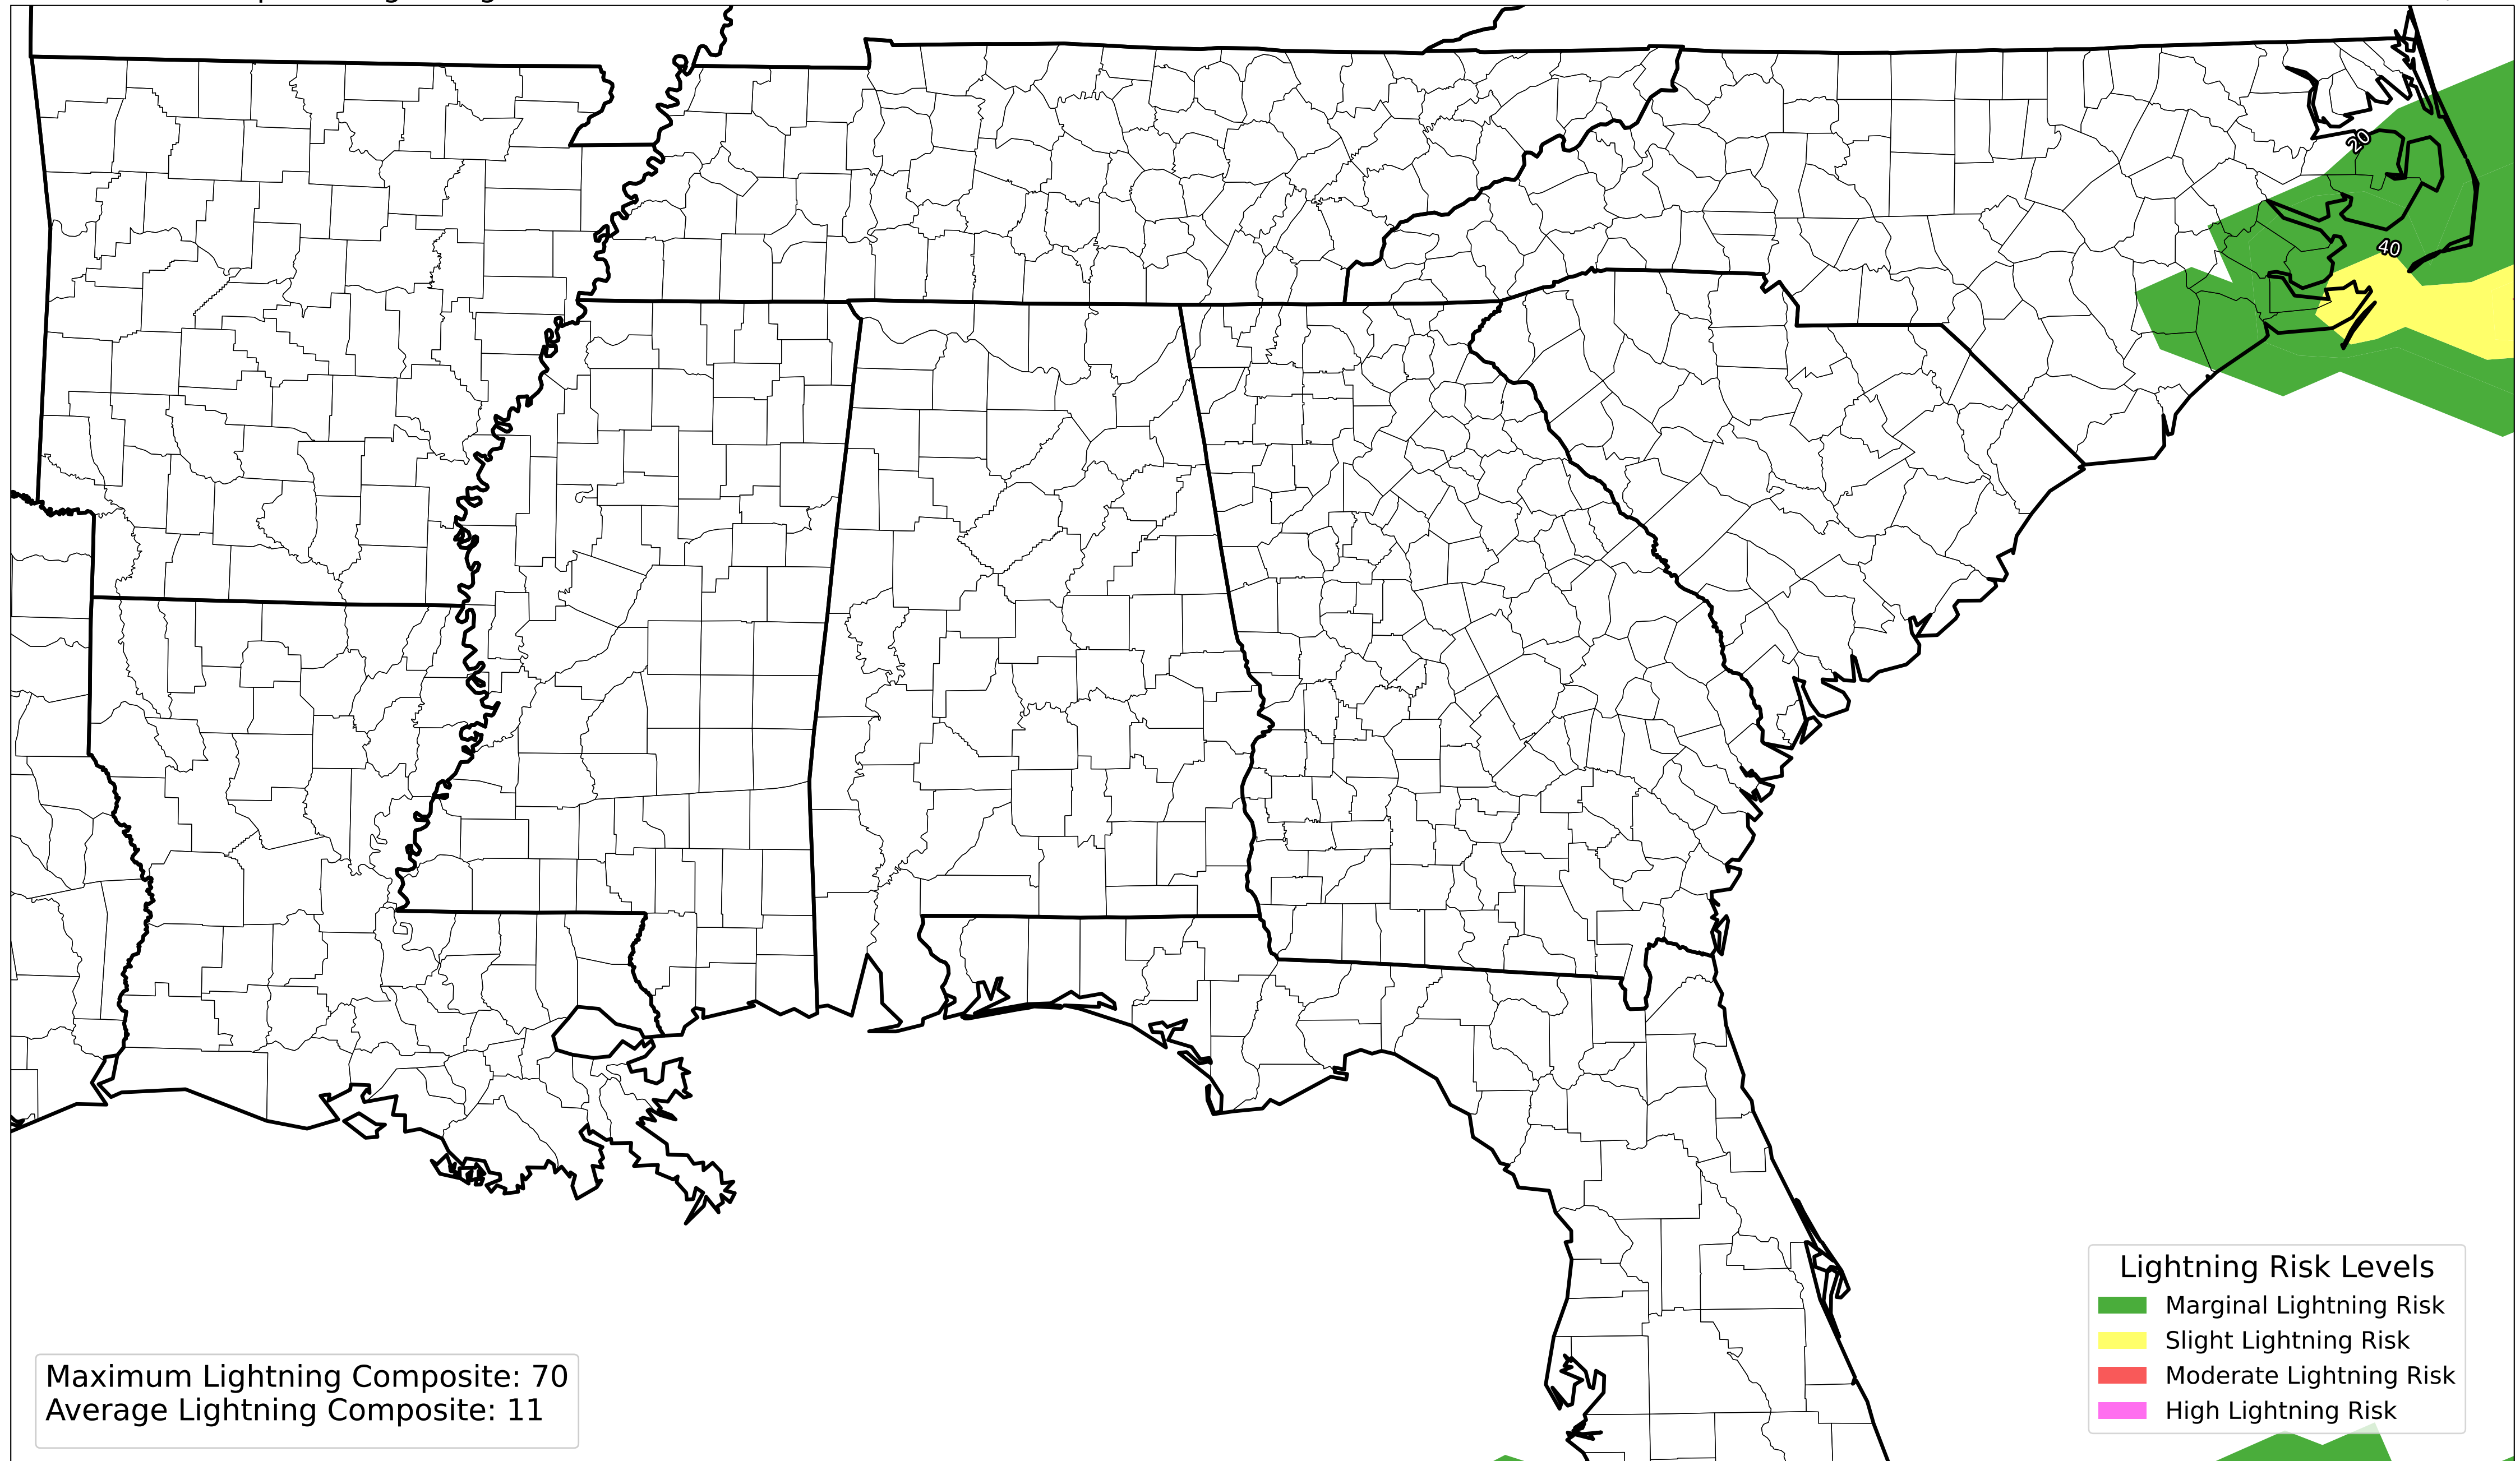 20
40
Lightning Risk Levels
Marginal Lightning Risk
Slight Lightning Risk
Moderate Lightning Risk
High Lightning Risk
Maximum Lightning Composite: 70
Average Lightning Composite: 11